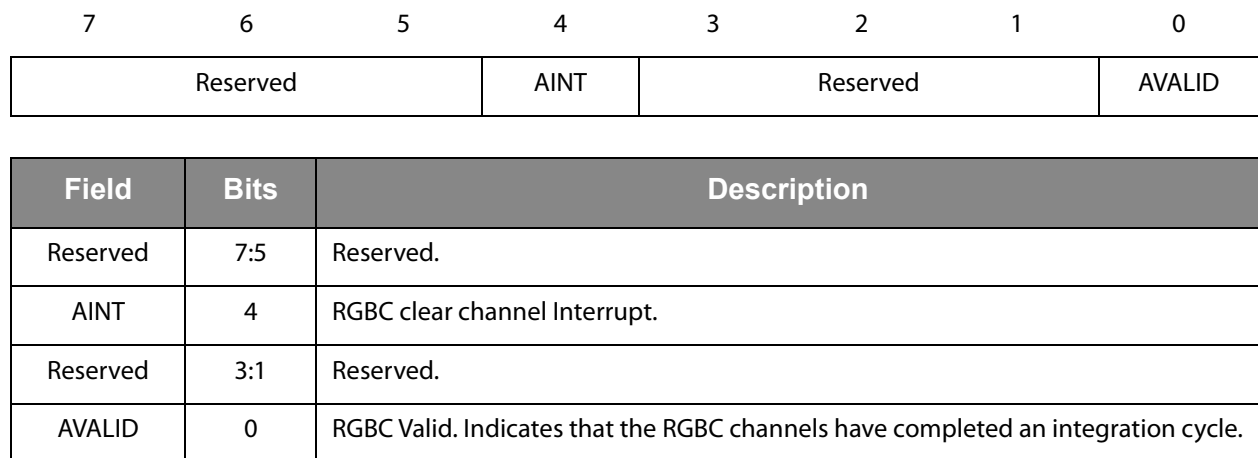 7 6 5 4 3 2 1 0
Reserved AINT Reserved AVALID
Field Bits Description
Reserved 7:5 Reserved.
AINT 4 RGBC clear channel Interrupt.
Reserved 3:1 Reserved.
AVALID 0 RGBC Valid. Indicates that the RGBC channels have completed an integration cycle.